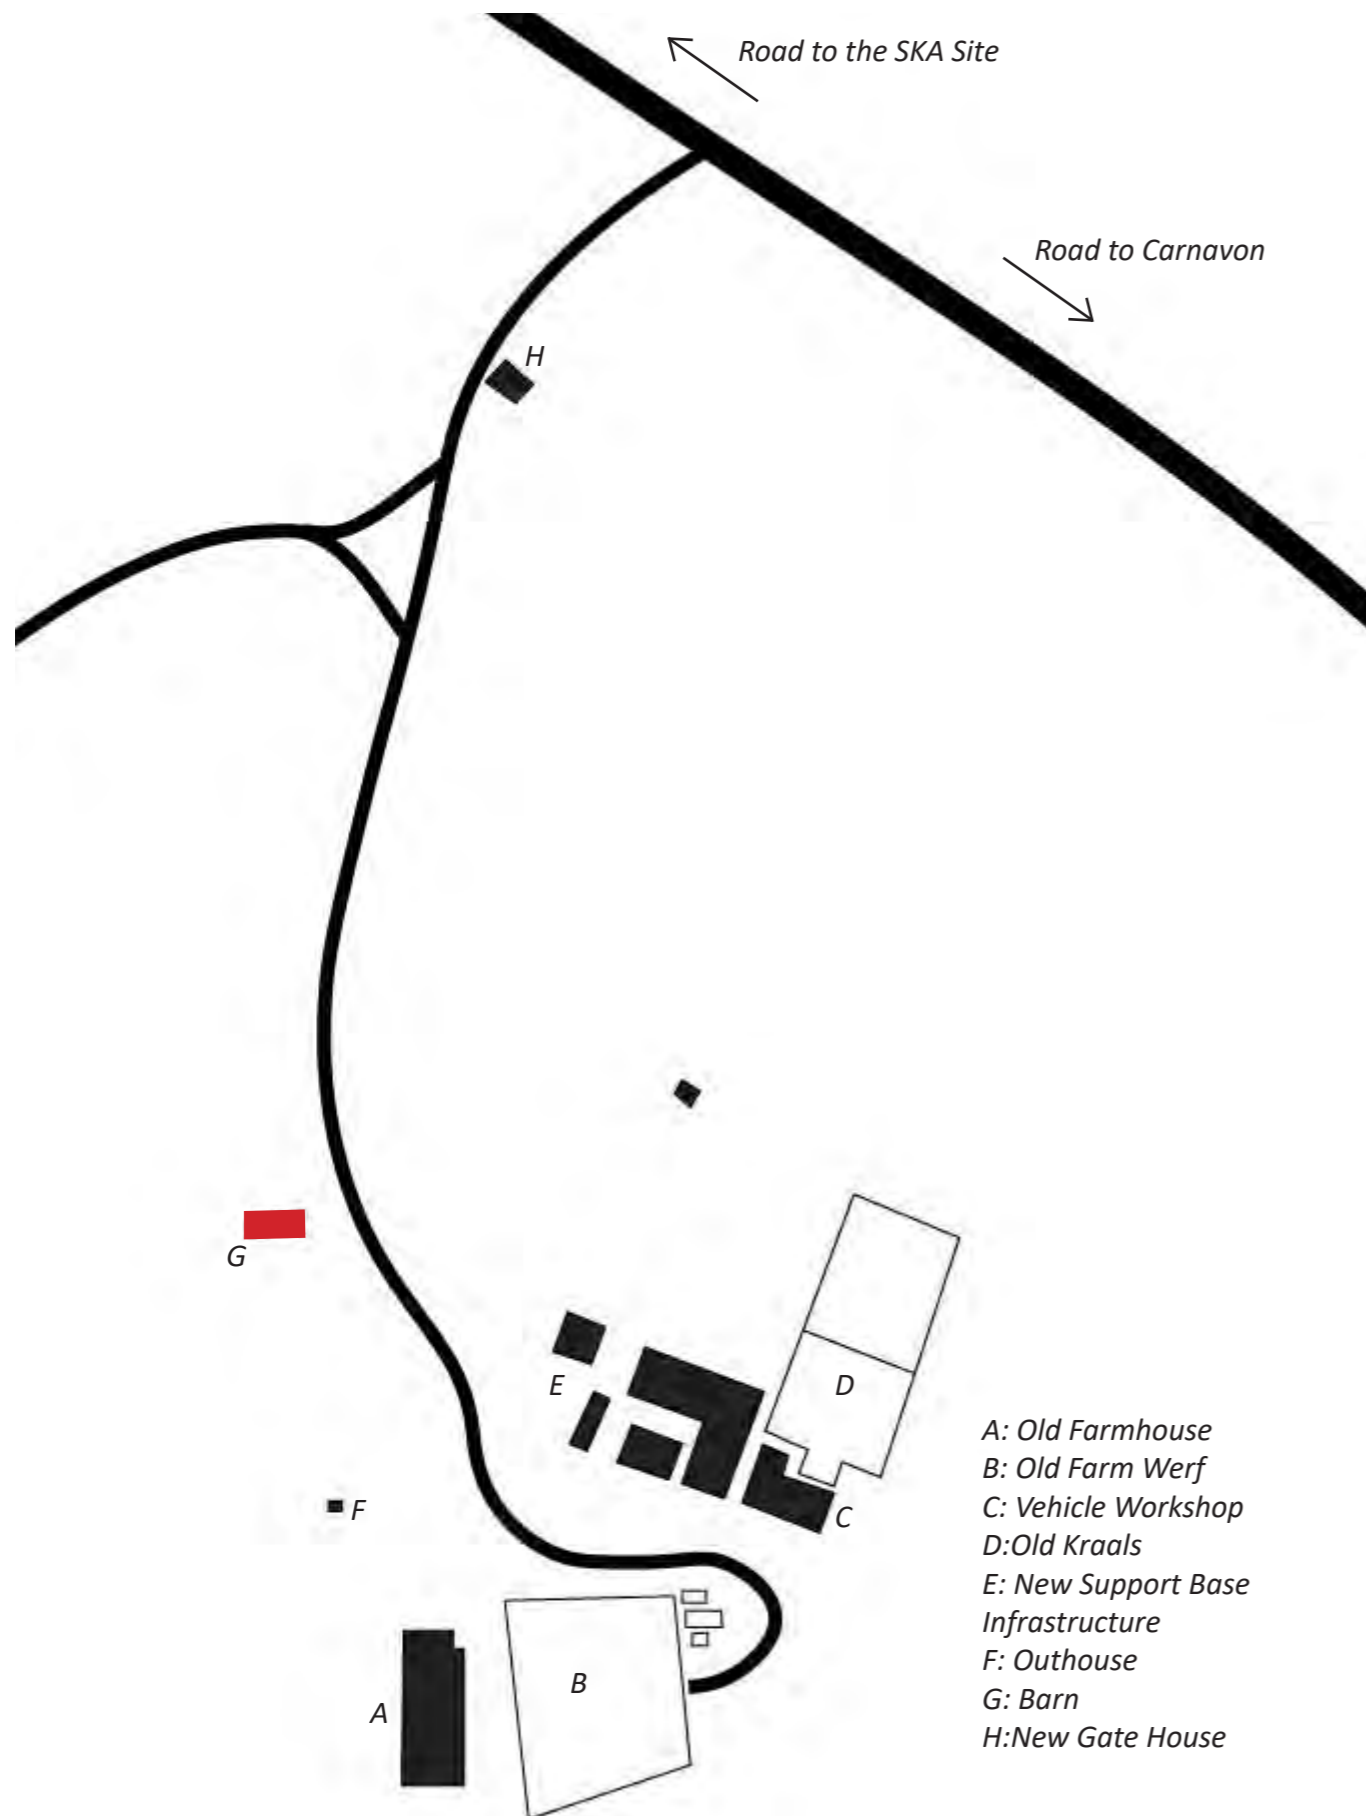 Road to the SKA Site
Road to Carnavon
H
G
E
D
C
F
B
A
A: Old Farmhouse
B: Old Farm Werf
C: Vehicle Workshop
D:Old Kraals
E: New Support Base
Infrastructure
F: Outhouse
G: Barn
H:New Gate House